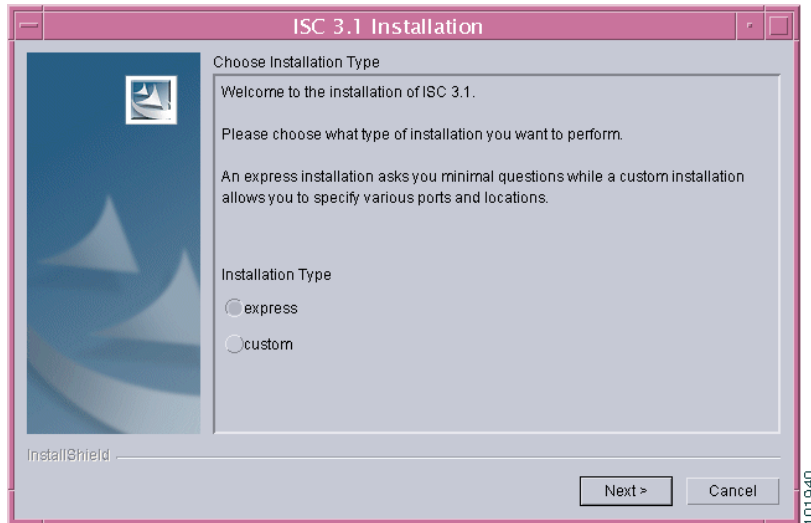 ISC 3.1 Installation
Choose Installation Type
Welcome to the installation of ISC 3.1.
Please choose what type of installation you want to perform.
An express installation asks you minimal questions while a custom installation
allows you to specify various ports and locations.
Installation Type
express
custom
InstallShield
Next >
Cancel
101940